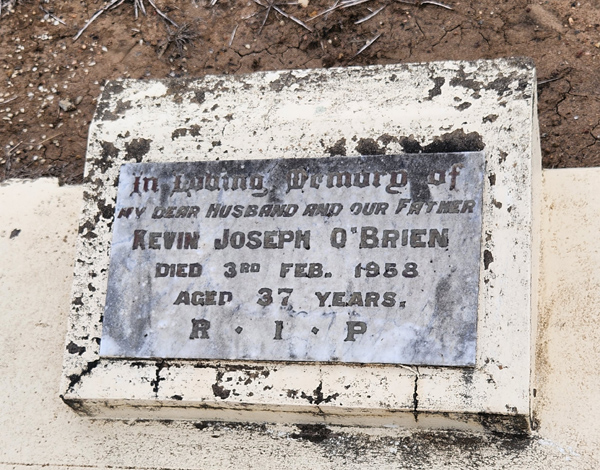 In Loving Memory of
MY DEAR HUSBAND AND OUR FATHER
KEVIN JOSEPH O'BRIEN
DIED 3RD FEB. 1958
AGED 37 YEARS.
R · I · P